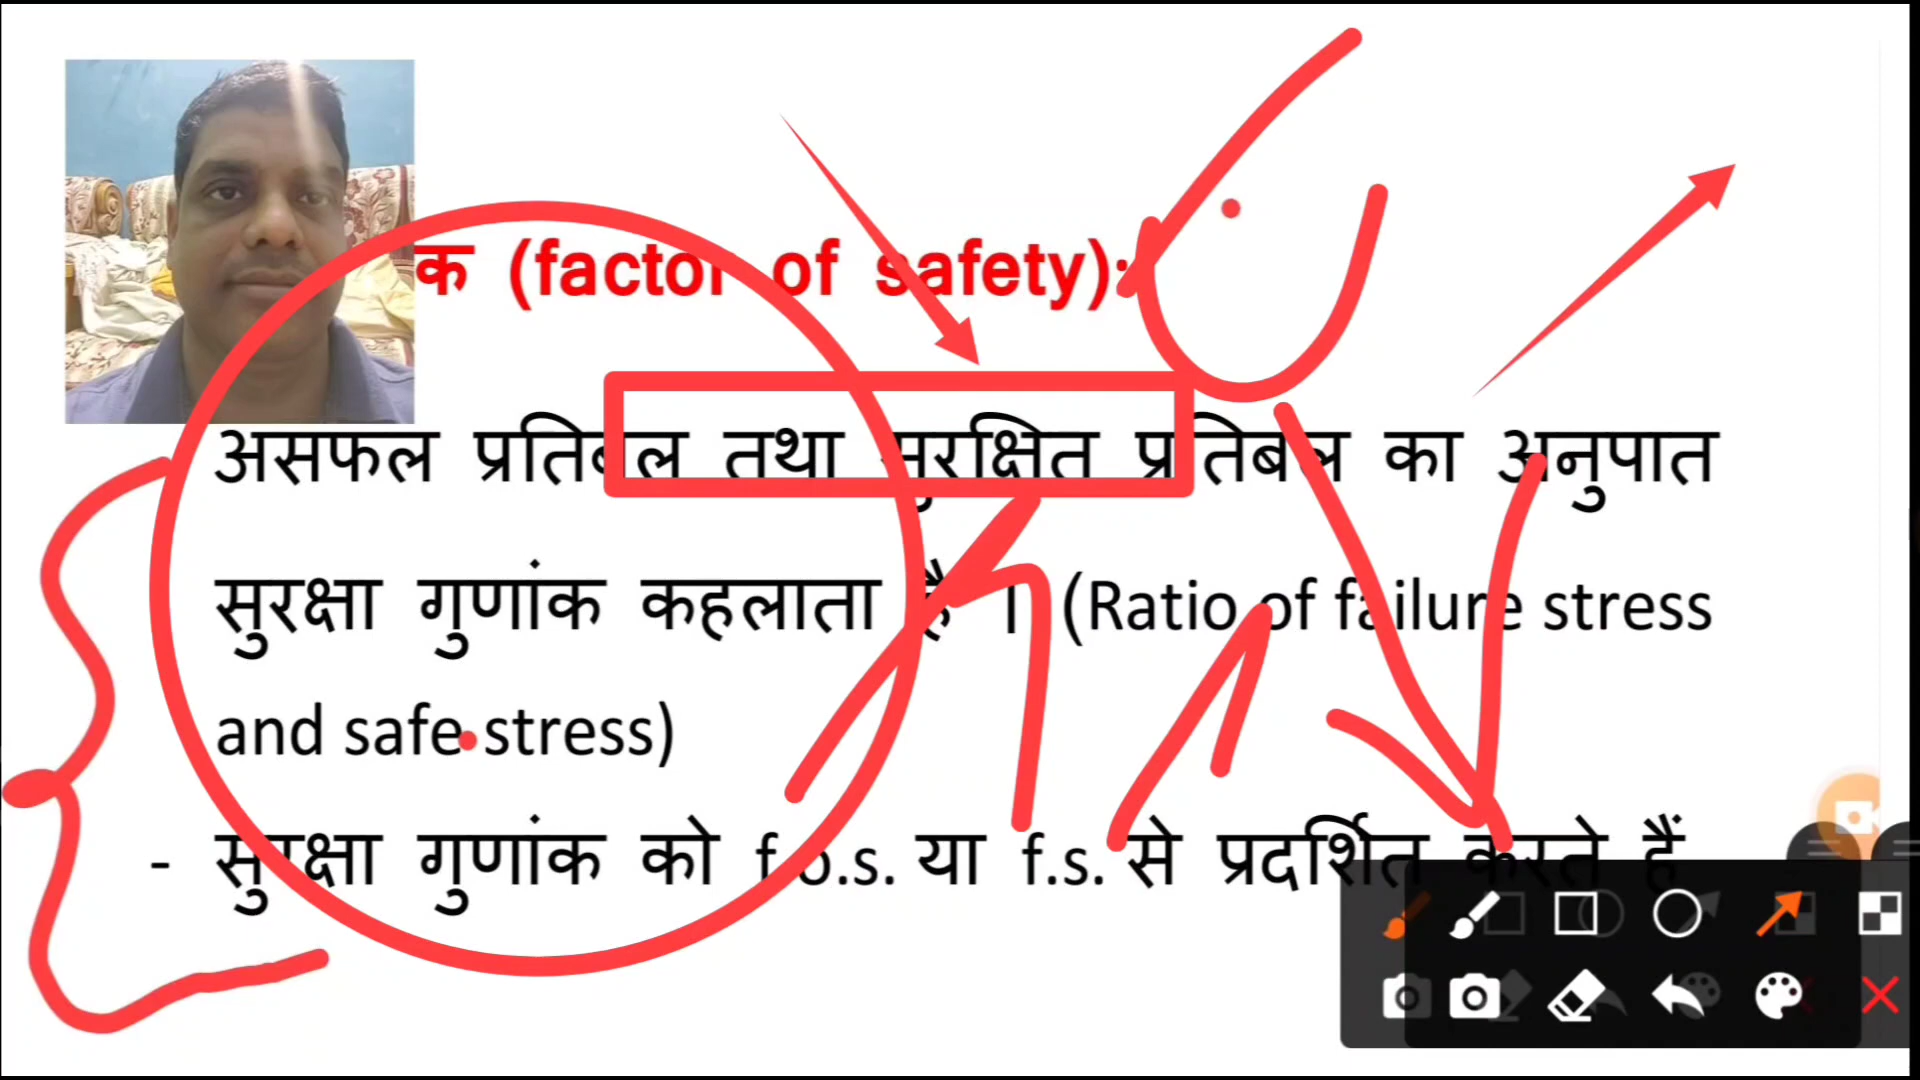 क (factor of safety):
असफल प्रतिबल तथा सुरक्षित प्रतिबल का अनुपात
सुरक्षा गुणांक कहलाता है । (Ratio of failure stress
and safe stress)
- सुरक्षा गुणांक को f.o.s. या f.s. से प्रदर्शित करते हैं